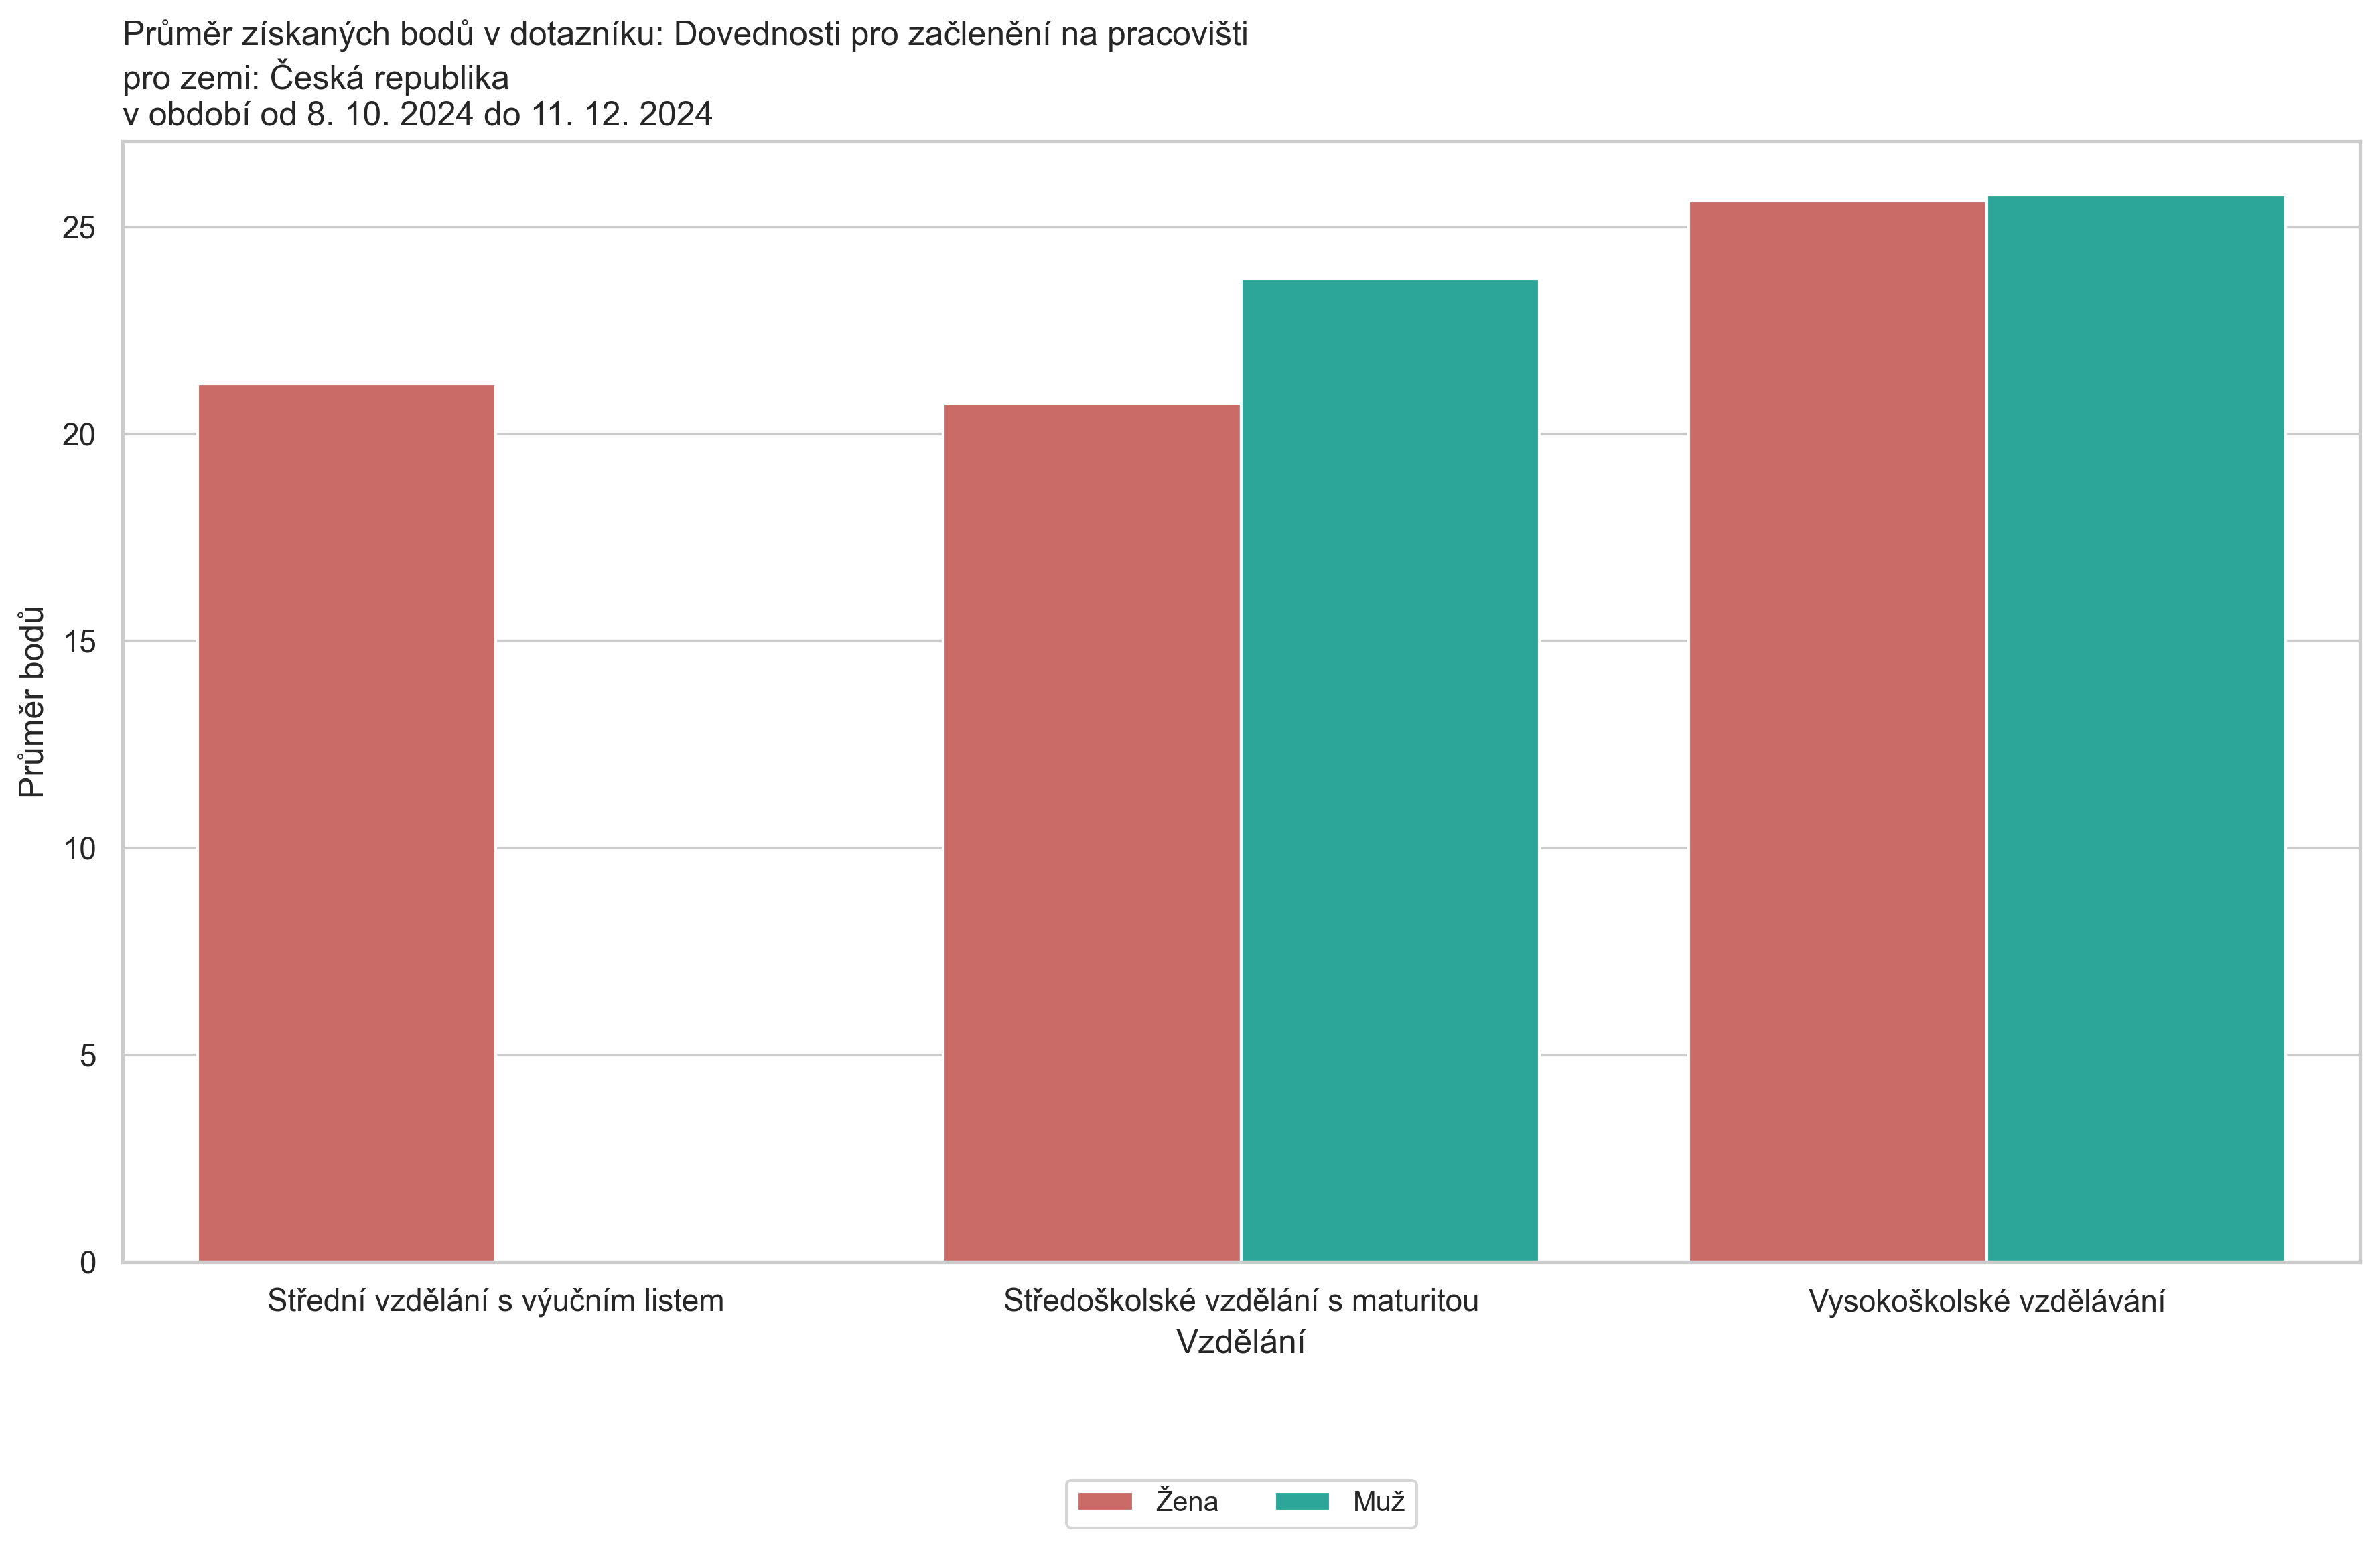 Průměr získaných bodů v dotazníku: Dovednosti pro začlenění na pracovišti
pro zemi: Česká republika
v období od 8. 10. 2024 do 11. 12. 2024
25
20
15
10
5
0
Průměr bodů
Střední vzdělání s výučním listem
Středoškolské vzdělání s maturitou
Vysokoškolské vzdělávání
Vzdělání
Žena
Muž